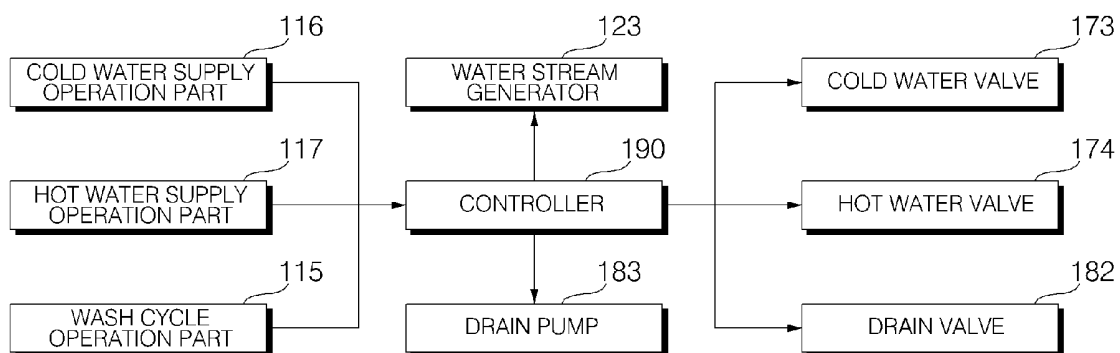 116
COLD WATER SUPPLY
OPERATION PART
123
WATER STREAM
GENERATOR
173
COLD WATER VALVE
117
HOT WATER SUPPLY
OPERATION PART
190
CONTROLLER
174
HOT WATER VALVE
115
WASH CYCLE
OPERATION PART
183
DRAIN PUMP
182
DRAIN VALVE